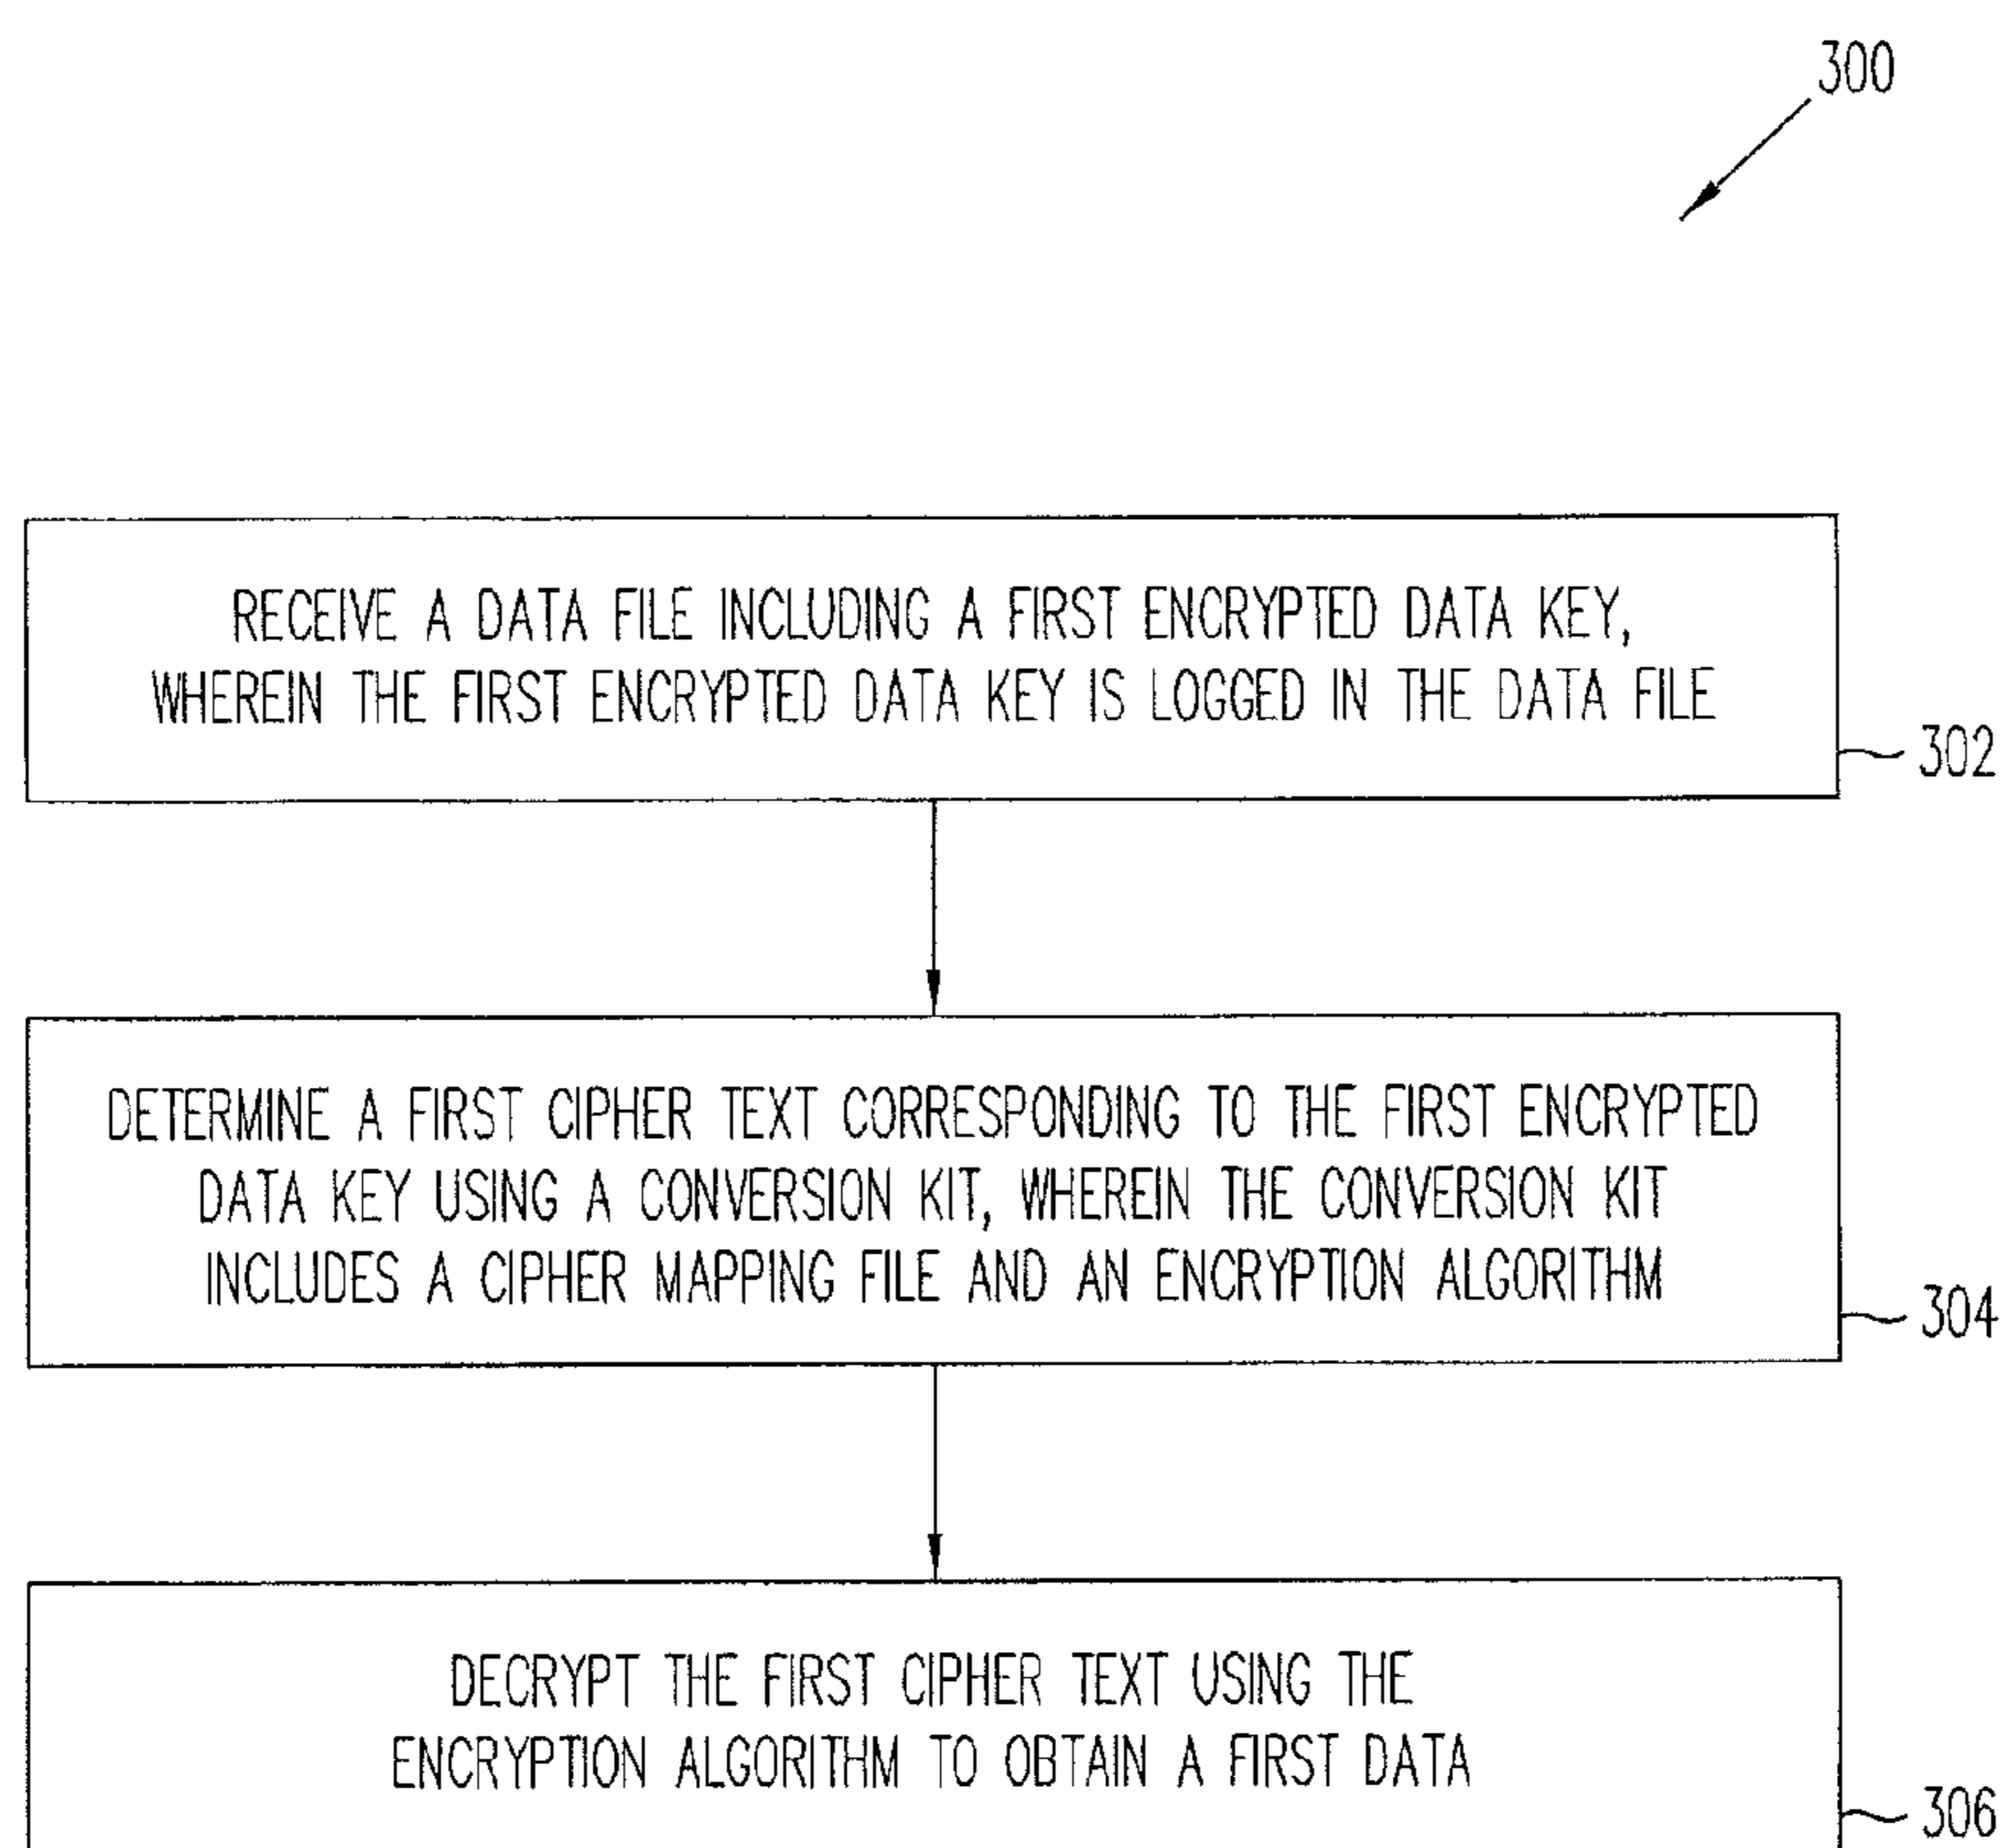 300
RECEIVE A DATA FILE INCLUDING A FIRST ENCRYPTED DATA KEY,
WHEREIN THE FIRST ENCRYPTED DATA KEY IS LOGGED IN THE DATA FILE
302
DETERMINE A FIRST CIPHER TEXT CORRESPONDING TO THE FIRST ENCRYPTED
DATA KEY USING A CONVERSION KIT, WHEREIN THE CONVERSION KIT
INCLUDES A CIPHER MAPPING FILE AND AN ENCRYPTION ALGORITHM
304
DECRYPT THE FIRST CIPHER TEXT USING THE
ENCRYPTION ALGORITHM TO OBTAIN A FIRST DATA
306